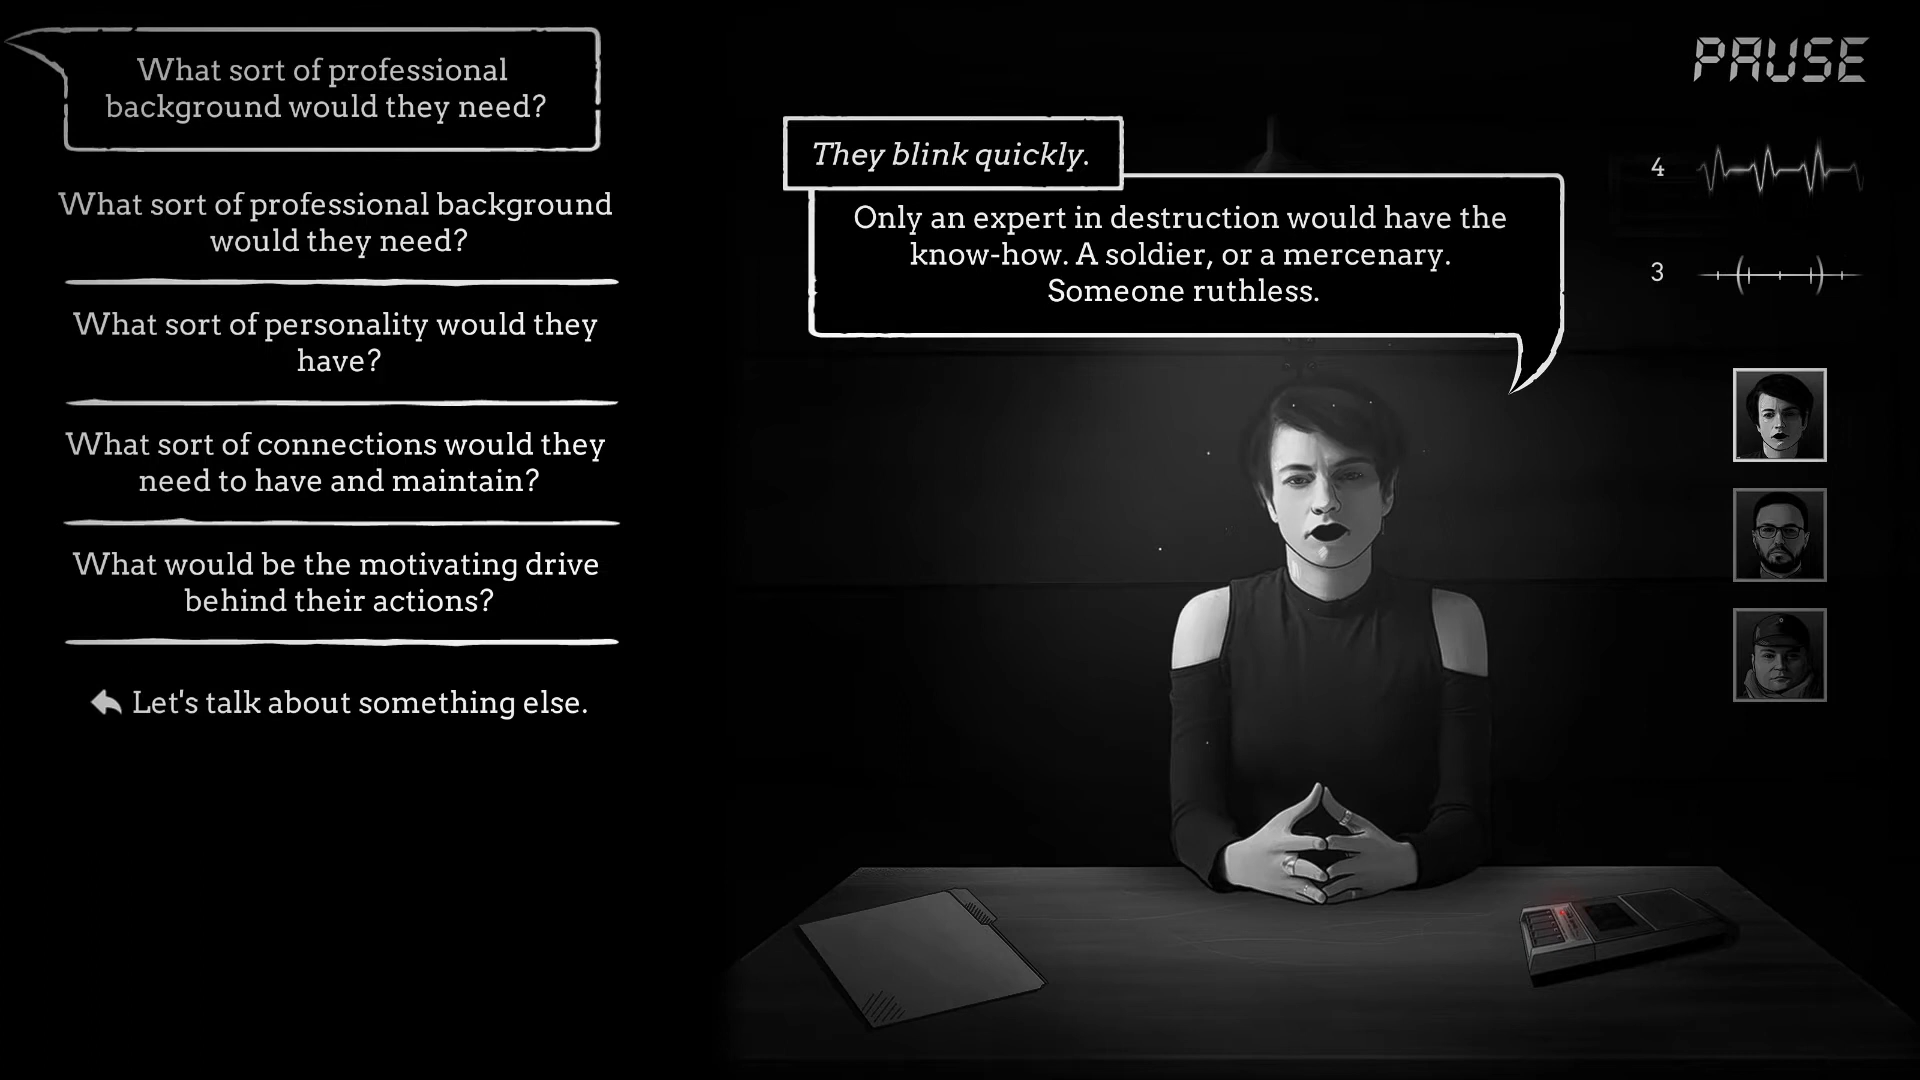 What sort of professional
background would they need?
What sort of professional background
would they need?
What sort of personality would they
have?
What sort of connections would they
need to have and maintain?
What would be the motivating drive
behind their actions?
Let's talk about something else.
They blink quickly.
Only an expert in destruction would have the
know-how. A soldier, or a mercenary.
Someone ruthless.
PAUSE
4
3